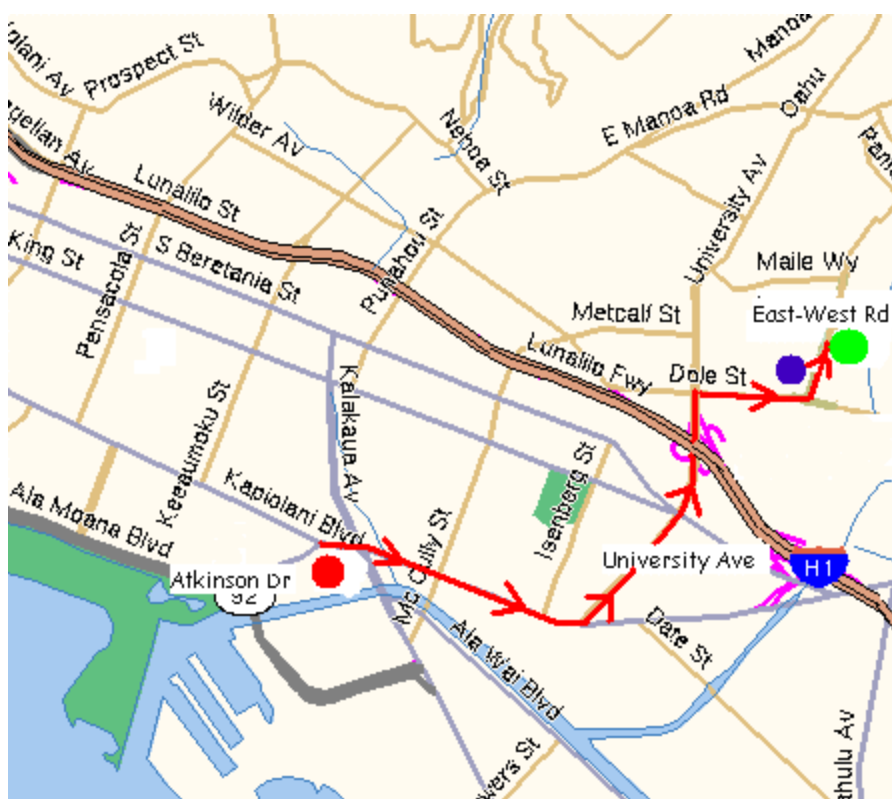 Prospect St
Manoa
Wilder Av
Nehoa St
E Manoa Rd
Oahu
Lunalilo St
University Av
Punahou St
King St
Pensacola St
S Beretania St
Maile Wy
Metcalf St
East-West Rd
Lunalilo Fwy
Dole St
Kalakaua Av
Keeaumoku St
Kapiolani Blvd
Isenberg St
Ala Moana Blvd
Mc Cully St
University Ave
H1
Atkinson Dr
92
Date St
Ala Wai Blvd